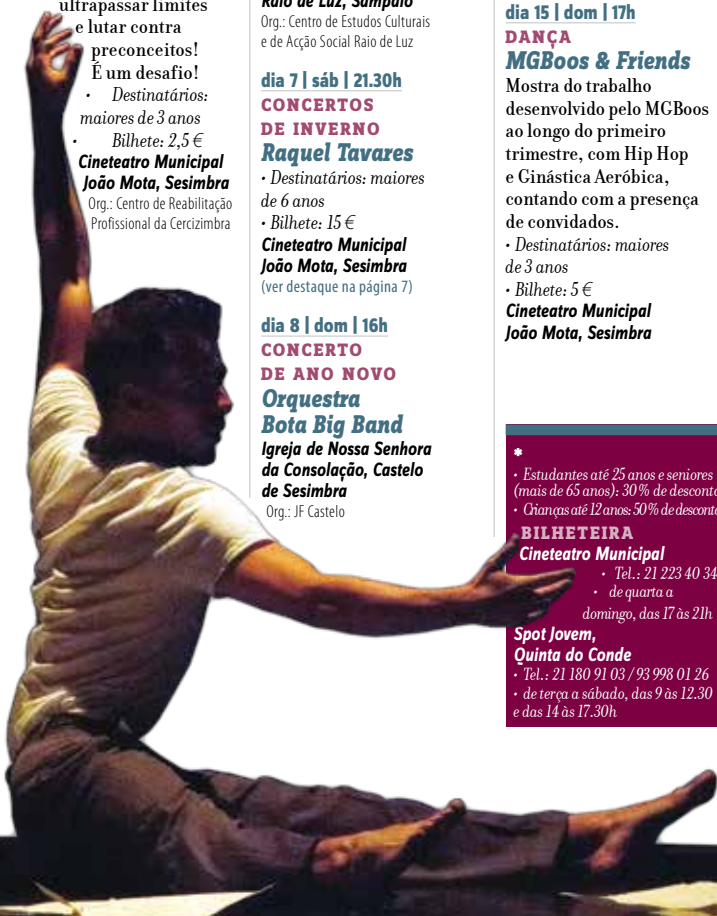 ultrapassar limites
e lutar contra
preconceitos!
É um desafio!
• Destinatários:
maiores de 3 anos
• Bilhete: 2,5 €
Cineteatro Municipal
João Mota, Sesimbra
Org.: Centro de Reabilitação
Profissional da Cercizimbra
Raio de Luz, Sampaio
Org.: Centro de Estudos Culturais
e de Acção Social Raio de Luz
dia 7 | sáb | 21.30h
CONCERTOS
DE INVERNO
Raquel Tavares
• Destinatários: maiores
de 6 anos
• Bilhete: 15 €
Cineteatro Municipal
João Mota, Sesimbra
(ver destaque na página 7)
dia 8 | dom | 16h
CONCERTO
DE ANO NOVO
Orquestra
Bota Big Band
Igreja de Nossa Senhora
da Consolação, Castelo
de Sesimbra
Org.: JF Castelo
dia 15 | dom | 17h
DANÇA
MGBoos & Friends
Mostra do trabalho
desenvolvido pelo MGBoos
ao longo do primeiro
trimestre, com Hip Hop
e Ginástica Aeróbica,
contando com a presença
de convidados.
• Destinatários: maiores
de 3 anos
• Bilhete: 5 €
Cineteatro Municipal
João Mota, Sesimbra
*
• Estudantes até 25 anos e seniores
(mais de 65 anos): 30% de desconto
• Crianças até 12 anos: 50% de desconto
BILHETEIRA
Cineteatro Municipal
• Tel.: 21 223 40 34
• de quarta a
domingo, das 17 às 21h
Spot Jovem,
Quinta do Conde
• Tel.: 21 180 91 03 / 93 998 01 26
• de terça a sábado, das 9 às 12.30
e das 14 às 17.30h